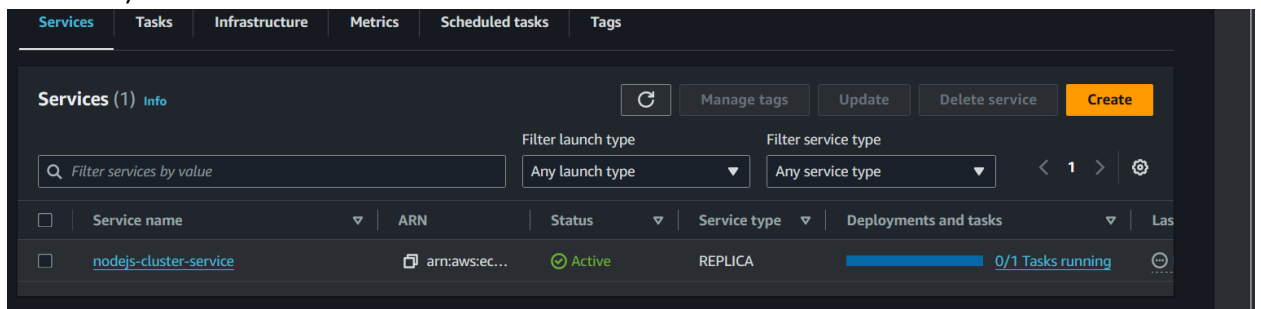 Services Tasks Infrastructure Metrics Scheduled tasks Tags
Services (1) Info Manage tags Update Delete service Create
Filter launch type Filter service type
Filter services by value Any launch type Any service type 1
Service name ARN Status Service type Deployments and tasks Las
nodejs-cluster-service arn:aws:ec... Active REPLICA 0/1 Tasks running